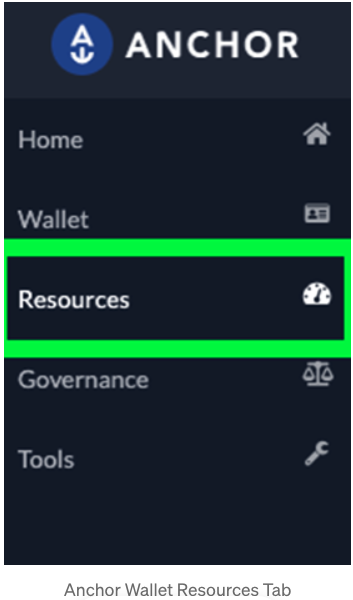 ANCHOR
Home
Wallet
Resources
Governance
Tools
Anchor Wallet Resources Tab